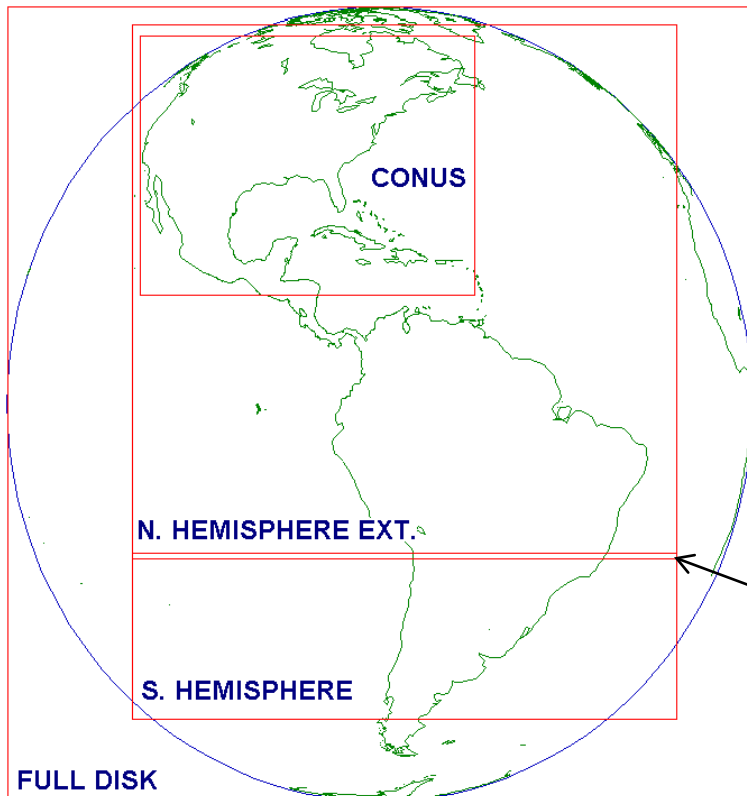 CONUS
N. HEMISPHERE EXT.
S. HEMISPHERE
FULL DISK